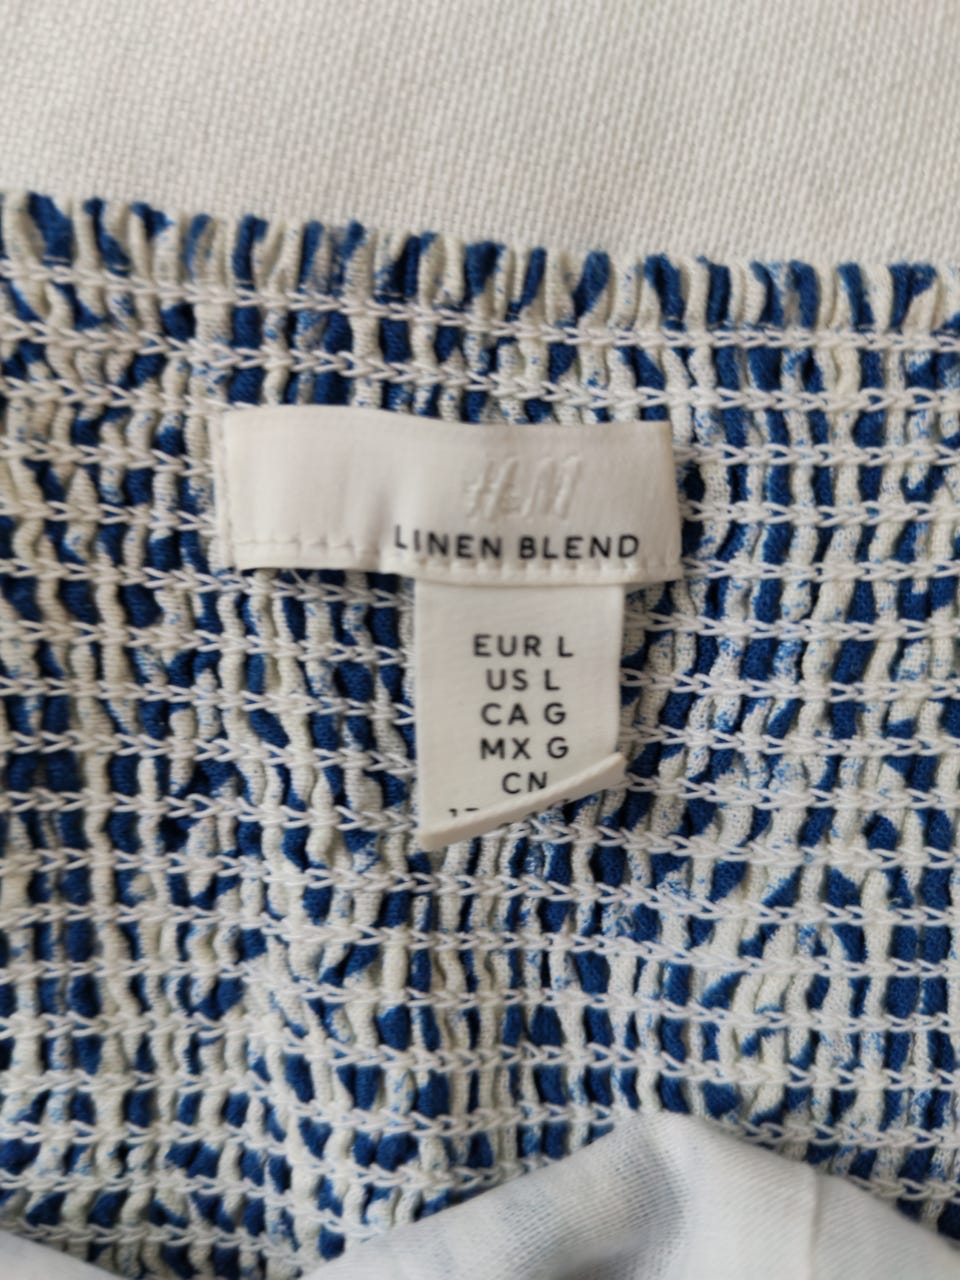 H&M
LINEN BLEND
EUR L
US L
CA G
MX G
CN